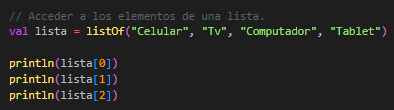 // Acceder a los elementos de una lista.
val lista = listOf("Celular", "Tv", "Computador", "Tablet")
println(lista[0])
println(lista[1])
println(lista[2])